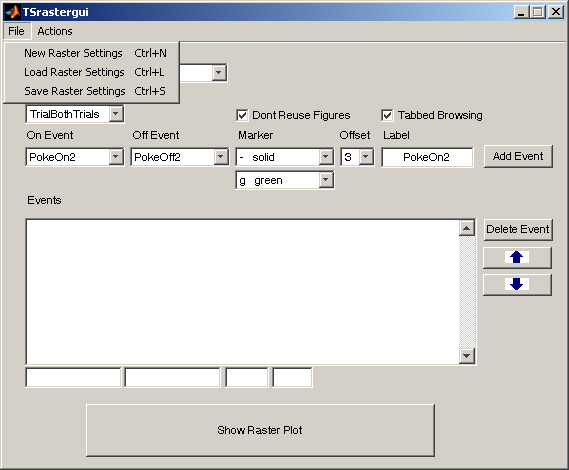 TSrastergui
File Actions
New Raster Settings Ctrl+N
Load Raster Settings Ctrl+L
Save Raster Settings Ctrl+S
TrialBothTrials Dont Reuse Figures Tabbed Browsing
On Event Off Event Marker Offset Label
PokeOn2 PokeOff2 - solid 3 PokeOn2 Add Event
g green
Events
Delete Event
Show Raster Plot